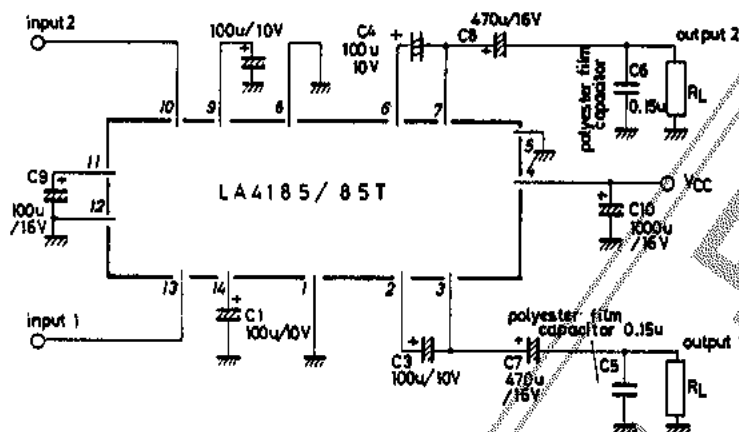 input 2
100u/10V
C4
+
100u
10V
470u/16V
C8
+
output 2
polyester film
capacitor
C6
0.15u
RL
10
9
8
6
7
5
4
11
12
C9
+
100u
/16V
LA4185/85T
VCC
+
C10
1000u
/16V
13
14
1
2
3
input 1
+
C1
100u/10V
+
C3
100u/10V
+
C7
470u
/16V
polyester film
capacitor 0.15u
C5
output
RL